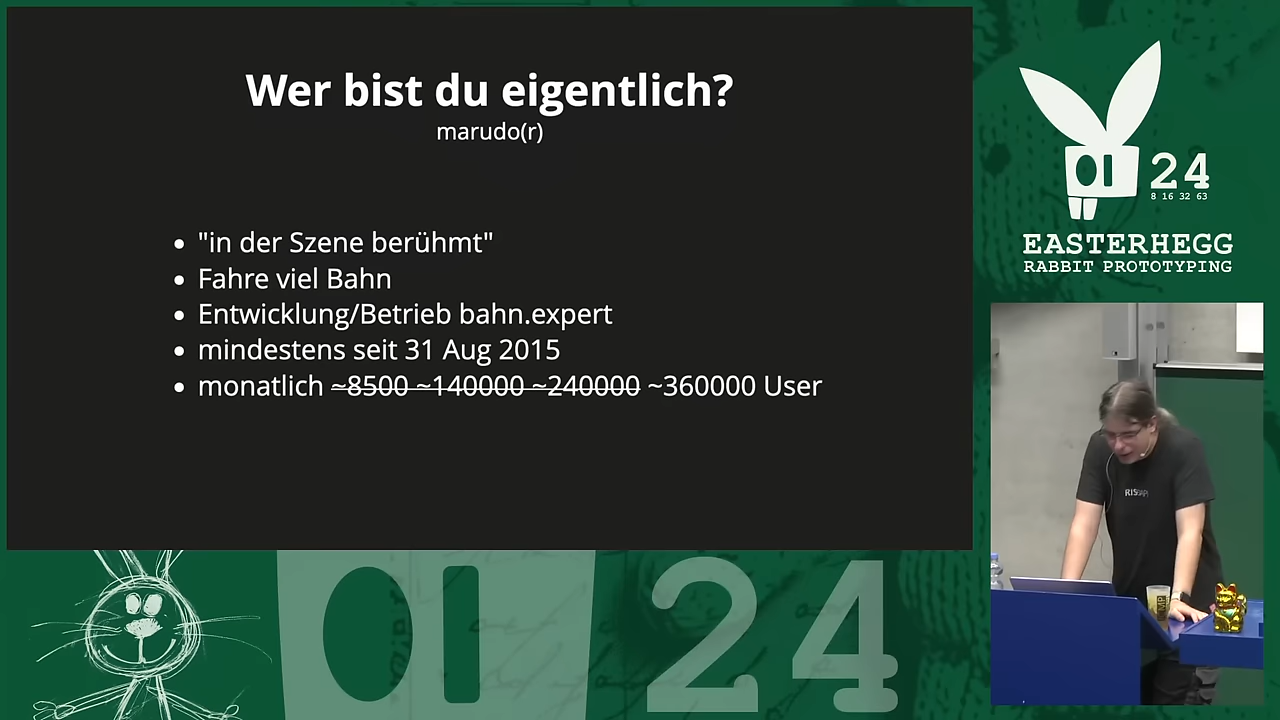 Wer bist du eigentlich?
marudo(r)
• "in der Szene berühmt"
• Fahre viel Bahn
• Entwicklung/Betrieb bahn.expert
• mindestens seit 31 Aug 2015
• monatlich ~8500 ~140000 ~240000 ~360000 User
24
8 16 32 63
EASTERHEGG
RABBIT PROTOTYPING
RIS
24